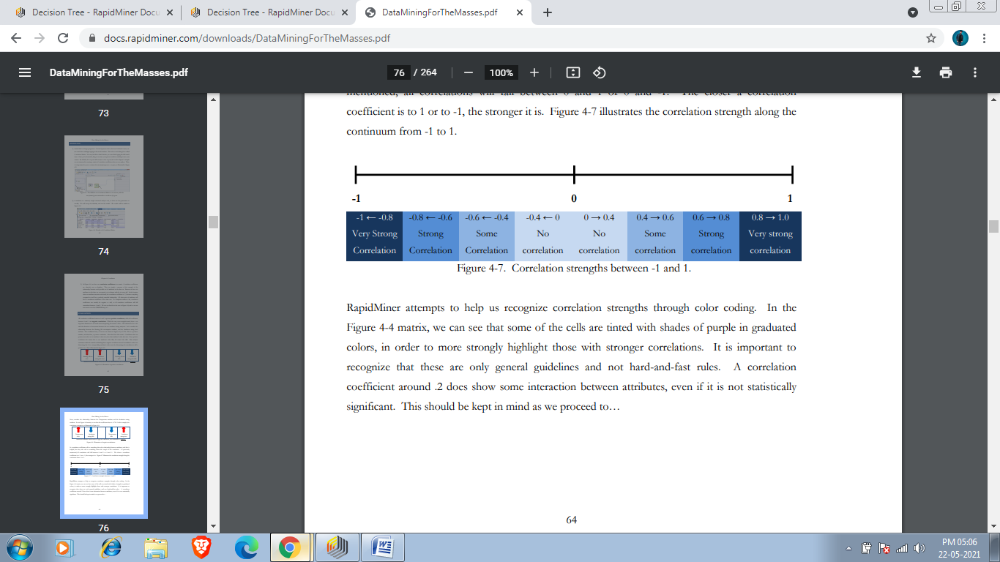 Decision Tree - RapidMiner Docu
Decision Tree - RapidMiner Docu
DataMiningForTheMasses.pdf
docs.rapidminer.com/downloads/DataMiningForTheMasses.pdf
DataMiningForTheMasses.pdf
76 / 264
100%
73
74
75
76
mentioned, all correlations will fall between 0 and 1 or 0 and -1. The closer a correlation
coefficient is to 1 or to -1, the stronger it is. Figure 4-7 illustrates the correlation strength along the
continuum from -1 to 1.
-1 0 1
-1 ← -0.8 -0.8 ← -0.6 -0.6 ← -0.4 -0.4 ← 0 0 → 0.4 0.4 → 0.6 0.6 → 0.8 0.8 → 1.0
Very Strong Strong Some No No Some Strong Very strong
Correlation Correlation Correlation correlation correlation correlation correlation correlation
Figure 4-7. Correlation strengths between -1 and 1.
RapidMiner attempts to help us recognize correlation strengths through color coding. In the
Figure 4-4 matrix, we can see that some of the cells are tinted with shades of purple in graduated
colors, in order to more strongly highlight those with stronger correlations. It is important to
recognize that these are only general guidelines and not hard-and-fast rules. A correlation
coefficient around .2 does show some interaction between attributes, even if it is not statistically
significant. This should be kept in mind as we proceed to…
64
PM 05:06
22-05-2021